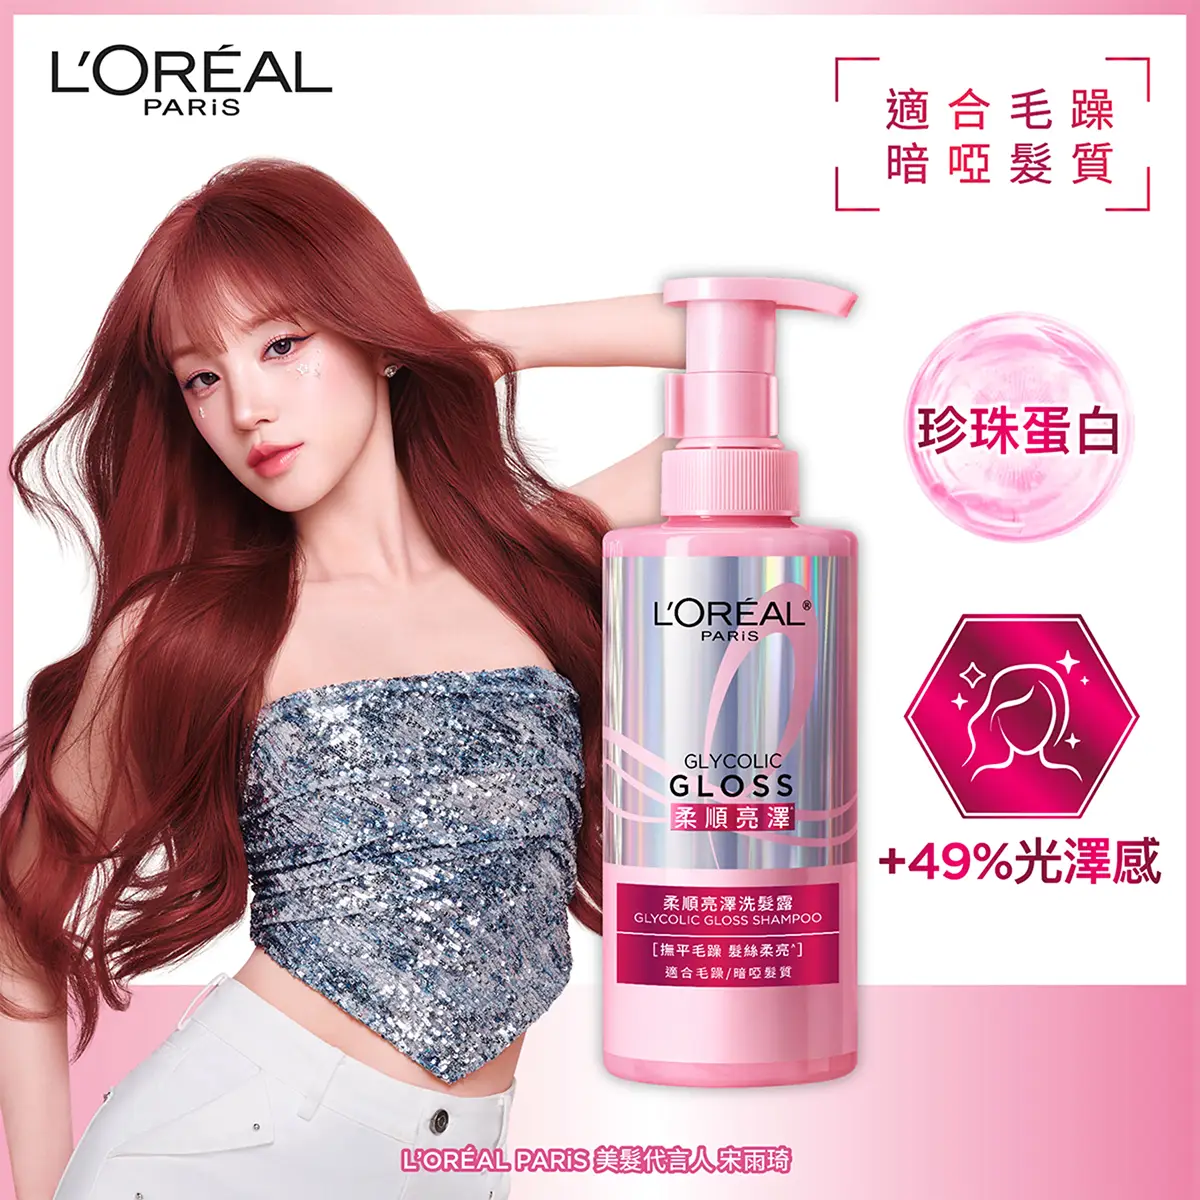 L'ORÉAL
PARiS
適合毛躁
暗啞髮質
珍珠蛋白
+49%光澤感
L'ORÉAL®
PARiS
GLYCOLIC
GLOSS
柔順亮澤^
柔順亮澤洗髮露
GLYCOLIC GLOSS SHAMPOO
[撫平毛躁 髮絲柔亮^]
適合毛躁/暗啞髮質
L'ORÉAL PARiS 美髮代言人 宋雨琦